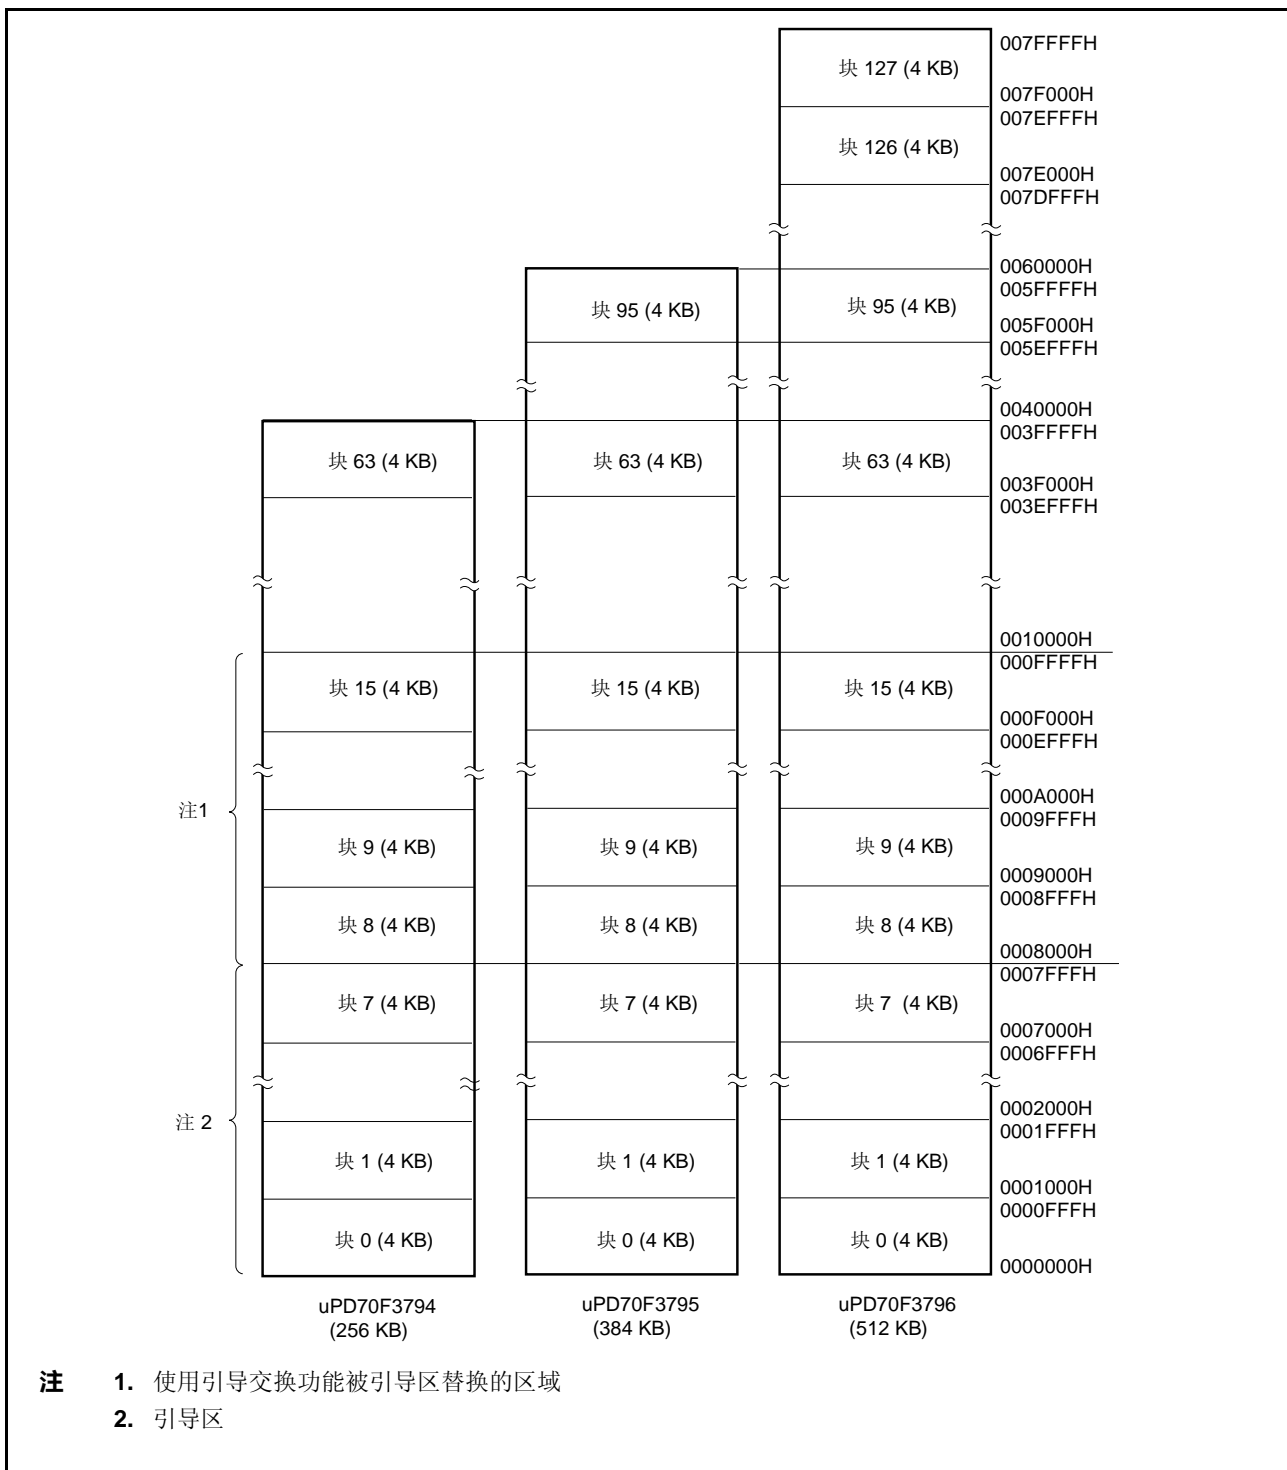 007FFFFH
块 127 (4 KB)
007F000H
007EFFFH
块 126 (4 KB)
007E000H
007DFFFH
0060000H
005FFFFH
块 95 (4 KB) 块 95 (4 KB)
005F000H
005EFFFH
0040000H
003FFFFH
块 63 (4 KB) 块 63 (4 KB) 块 63 (4 KB)
003F000H
003EFFFH
0010000H
000FFFFH
块 15 (4 KB) 块 15 (4 KB) 块 15 (4 KB)
000F000H
000EFFFH
000A000H
注1
0009FFFH
块 9 (4 KB) 块 9 (4 KB) 块 9 (4 KB)
0009000H
0008FFFH
块 8 (4 KB) 块 8 (4 KB) 块 8 (4 KB)
0008000H
0007FFFH
块 7 (4 KB) 块 7 (4 KB) 块 7 (4 KB)
0007000H
0006FFFH
0002000H
注 2
0001FFFH
块 1 (4 KB) 块 1 (4 KB) 块 1 (4 KB)
0001000H
0000FFFH
块 0 (4 KB) 块 0 (4 KB) 块 0 (4 KB)
0000000H
uPD70F3794 uPD70F3795 uPD70F3796
(256 KB) (384 KB) (512 KB)
注 1. 使用引导交换功能被引导区替换的区域
2. 引导区